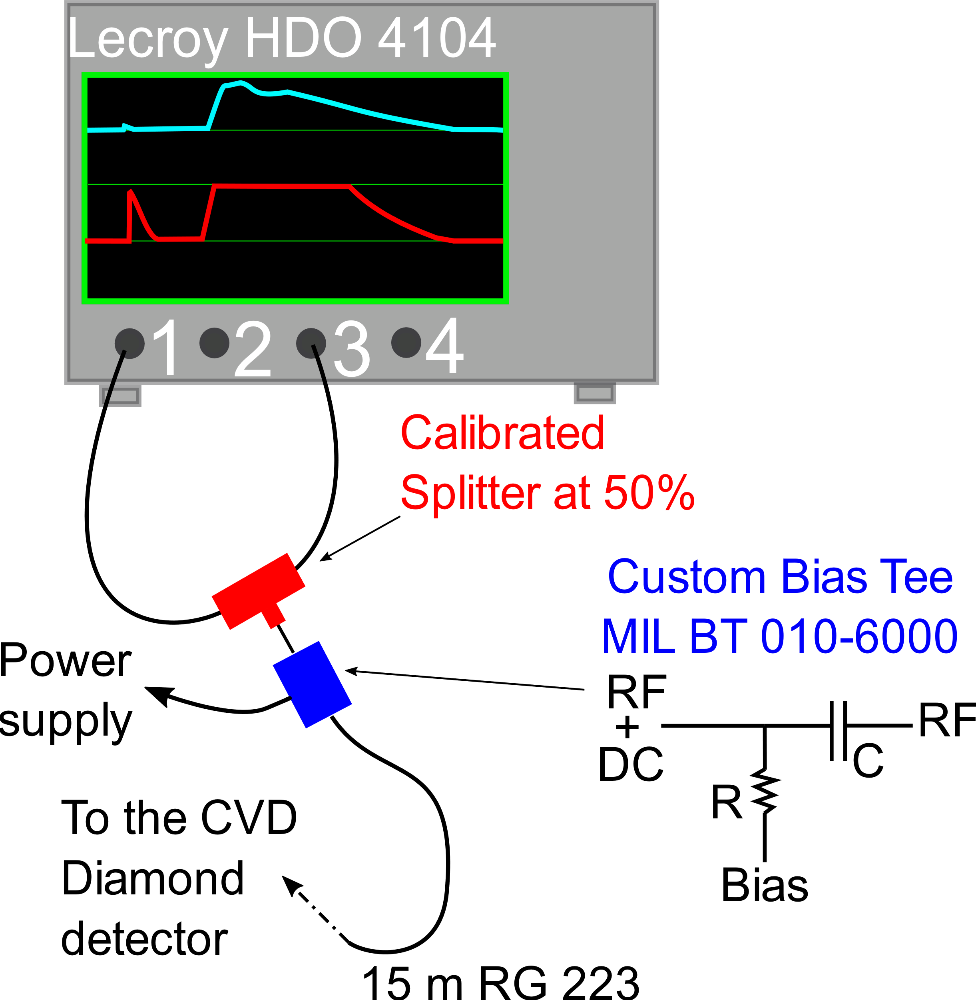 Lecroy HDO 4104
1 2 3 4
Calibrated
Splitter at 50%
Custom Bias Tee
MIL BT 010-6000
Power
supply
RF
+
DC
RF
C
R
Bias
To the CVD
Diamond
detector
15 m RG 223